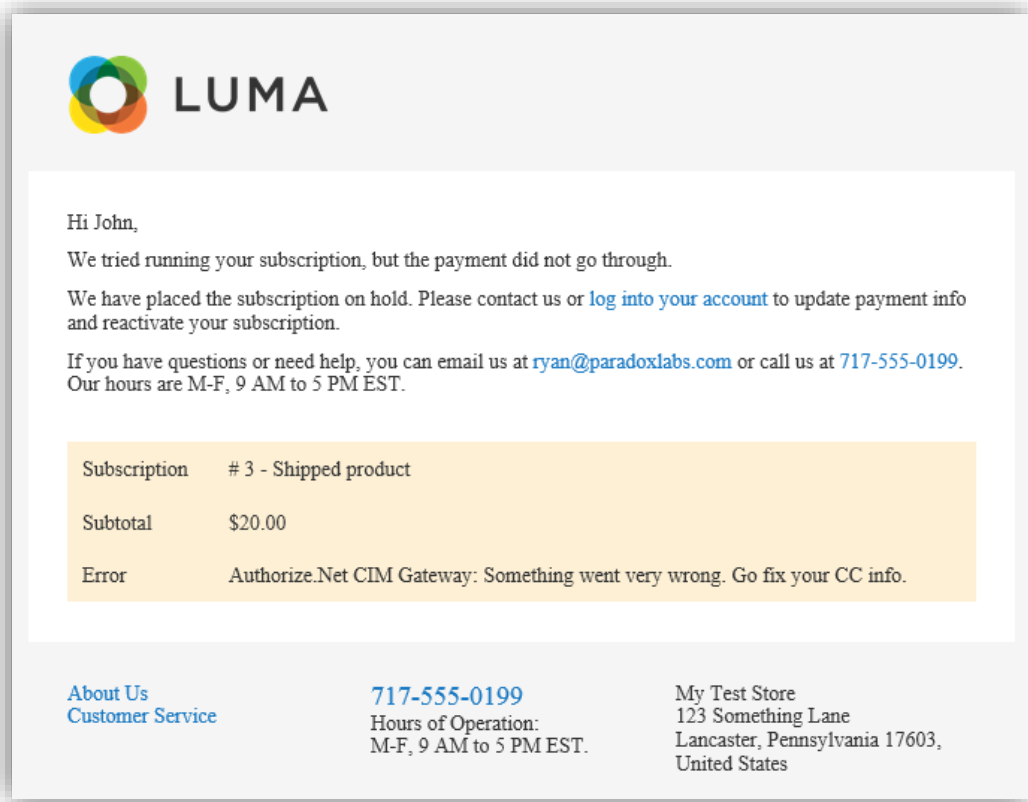 LUMA
Hi John,
We tried running your subscription, but the payment did not go through.
We have placed the subscription on hold. Please contact us or log into your account to update payment info
and reactivate your subscription.
If you have questions or need help, you can email us at ryan@paradoxlabs.com or call us at 717-555-0199.
Our hours are M-F, 9 AM to 5 PM EST.
Subscription # 3 - Shipped product
Subtotal $20.00
Error Authorize.Net CIM Gateway: Something went very wrong. Go fix your CC info.
About Us
Customer Service
717-555-0199
Hours of Operation:
M-F, 9 AM to 5 PM EST.
My Test Store
123 Something Lane
Lancaster, Pennsylvania 17603,
United States